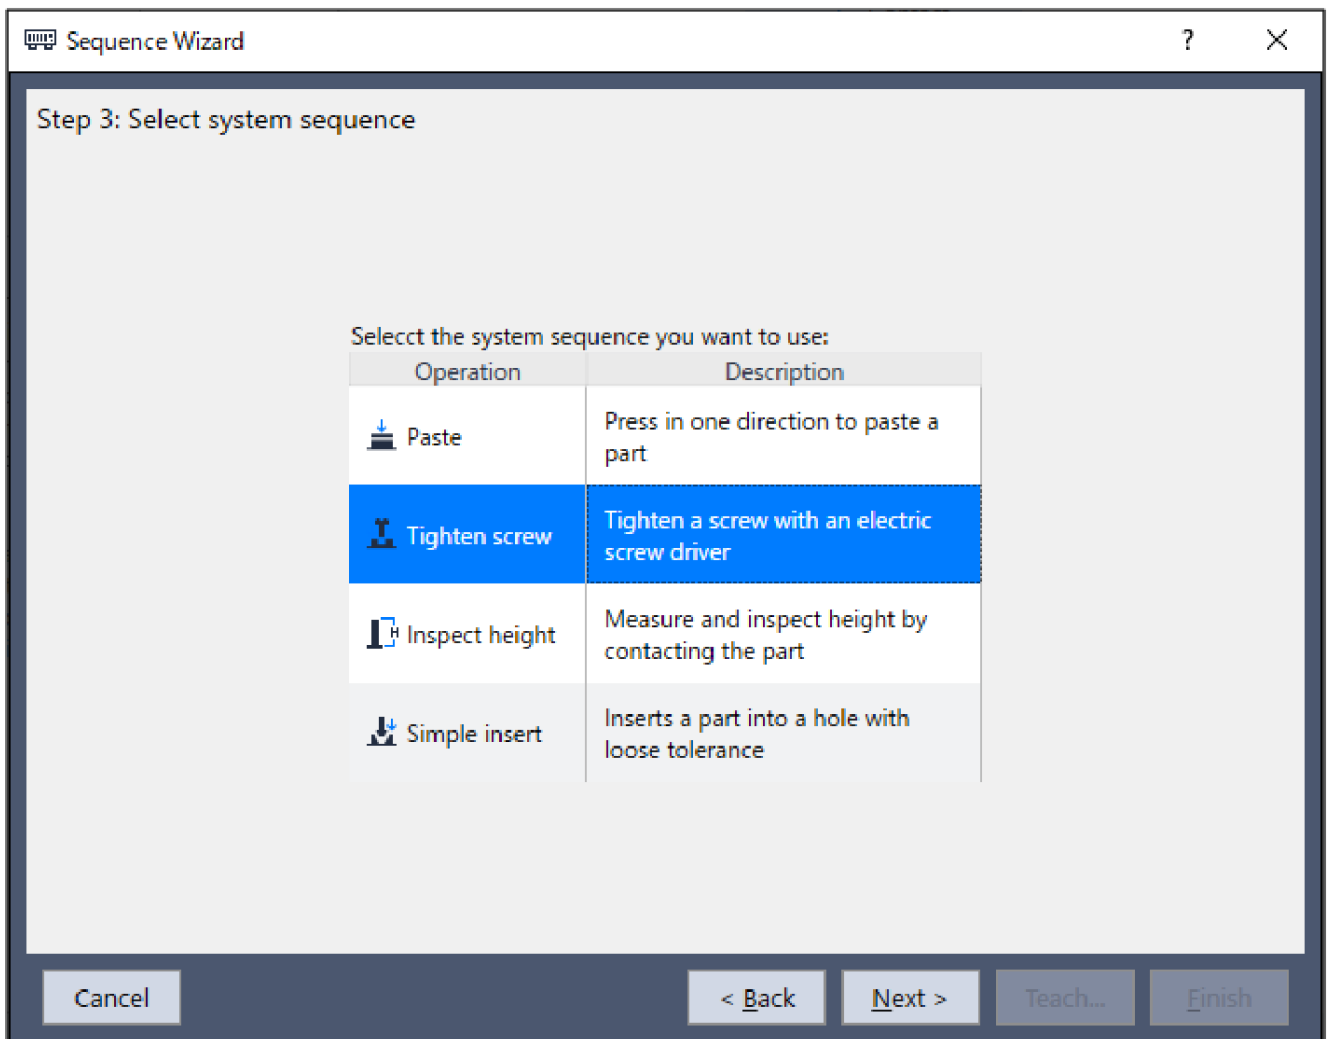 Sequence Wizard
?
Step 3: Select system sequence
Selecct the system sequence you want to use:
Operation Description
Paste
Press in one direction to paste a
part
Tighten screw
Tighten a screw with an electric
screw driver
H
Inspect height
Measure and inspect height by
contacting the part
Simple insert
Inserts a part into a hole with
loose tolerance
Cancel
< Back
Next >
Teach...
Finish